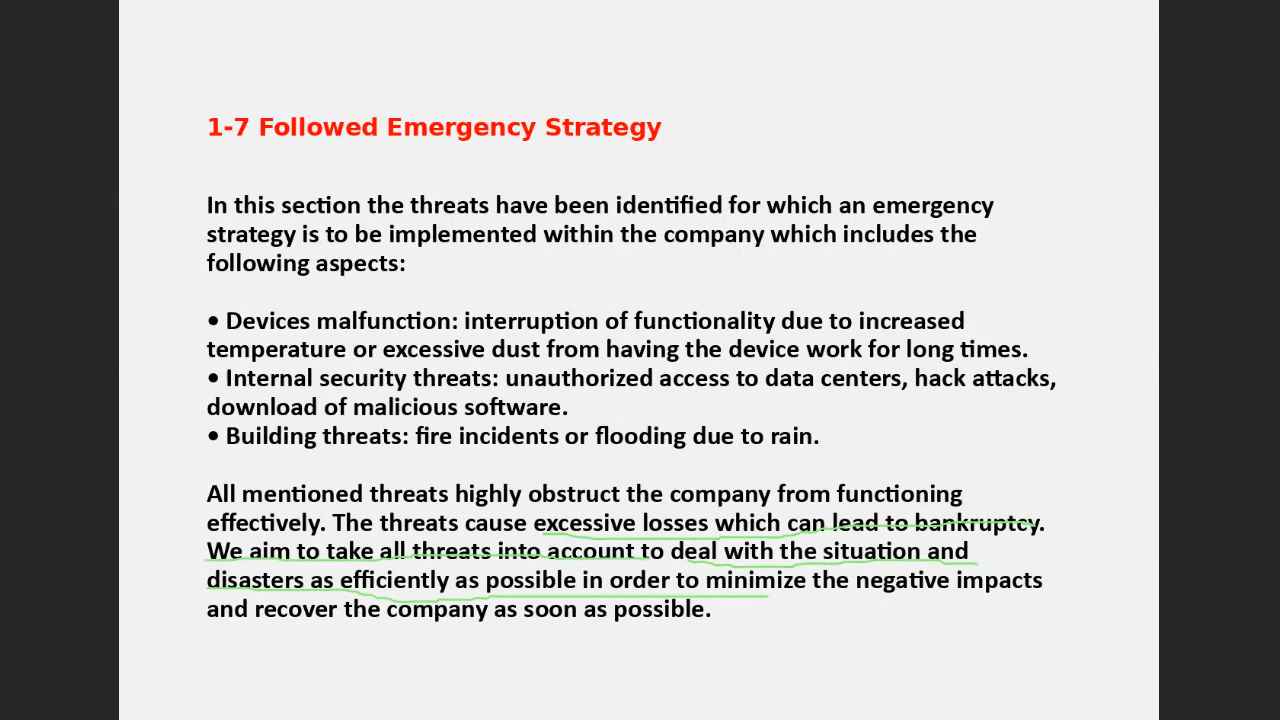 1-7 Followed Emergency Strategy
In this section the threats have been identified for which an emergency
strategy is to be implemented within the company which includes the
following aspects:
• Devices malfunction: interruption of functionality due to increased
temperature or excessive dust from having the device work for long times.
• Internal security threats: unauthorized access to data centers, hack attacks,
download of malicious software.
• Building threats: fire incidents or flooding due to rain.
All mentioned threats highly obstruct the company from functioning
effectively. The threats cause excessive losses which can lead to bankruptcy.
We aim to take all threats into account to deal with the situation and
disasters as efficiently as possible in order to minimize the negative impacts
and recover the company as soon as possible.